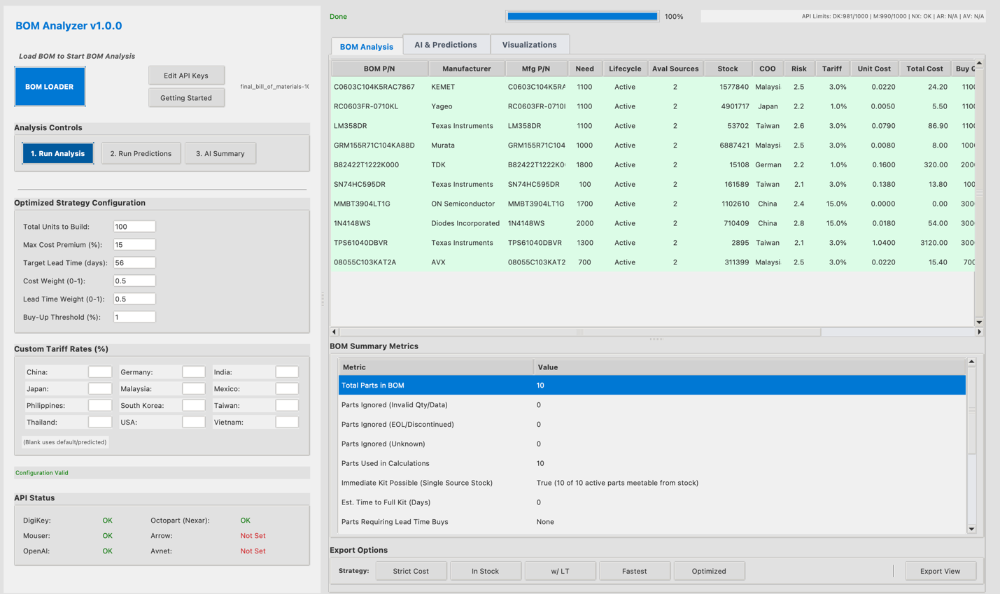 BOM Analyzer v1.0.0
Load BOM to Start BOM Analysis
BOM LOADER
Edit API Keys
Getting Started
final_bill_of_materials-10
Analysis Controls
1. Run Analysis
2. Run Predictions
3. AI Summary
Optimized Strategy Configuration
Total Units to Build: 100
Max Cost Premium (%): 15
Target Lead Time (days): 56
Cost Weight (0-1): 0.5
Lead Time Weight (0-1): 0.5
Buy-Up Threshold (%): 1
Custom Tariff Rates (%)
China: Germany: India:
Japan: Malaysia: Mexico:
Philippines: South Korea: Taiwan:
Thailand: USA: Vietnam:
(Blank uses default/predicted)
Configuration Valid
API Status
DigiKey: OK Octopart (Nexar): OK
Mouser: OK Arrow: Not Set
OpenAI: OK Avnet: Not Set
Done 100% API Limits: DK:981/1000 | M:990/1000 | NX: OK | AR: N/A | AV: N/A
BOM Analysis AI & Predictions Visualizations
BOM P/N Manufacturer Mfg P/N Need Lifecycle Aval Sources Stock COO Risk Tariff Unit Cost Total Cost Buy Q
C0603C104K5RAC7867 KEMET C0603C104K5RA 1100 Active 2 1577840 Malaysi 2.5 3.0% 0.0220 24.20 1100
RC0603FR-0710KL Yageo RC0603FR-0710I 1100 Active 2 4901717 Japan 2.2 1.0% 0.0050 5.50 1100
LM358DR Texas Instruments LM358DR 1100 Active 2 53702 Taiwan 2.6 3.0% 0.0790 86.90 1100
GRM155R71C104KA88D Murata GRM155R71C104 1000 Active 2 6887421 Malaysi 2.5 3.0% 0.0080 8.00 1000
B82422T1222K000 TDK B82422T1222K0 1800 Active 2 15108 German 2.2 1.0% 0.1600 320.00 2000
SN74HC595DR Texas Instruments SN74HC595DR 100 Active 2 161589 Taiwan 2.1 3.0% 0.1380 13.80 100
MMBT3904LT1G ON Semiconductor MMBT3904LT1G 1700 Active 2 1102610 China 2.4 15.0% 0.0000 0.00 3000
1N4148WS Diodes Incorporated 1N4148WS 2000 Active 2 710409 China 2.8 15.0% 0.0180 54.00 3000
TPS61040DBVR Texas Instruments TPS61040DBVR 1300 Active 2 2895 Taiwan 2.1 3.0% 1.0400 3120.00 3000
08055C103KAT2A AVX 08055C103KAT2 700 Active 2 311399 Malaysi 2.5 3.0% 0.0220 15.40 700
BOM Summary Metrics
Metric Value
Total Parts in BOM 10
Parts Ignored (Invalid Qty/Data) 0
Parts Ignored (EOL/Discontinued) 0
Parts Ignored (Unknown) 0
Parts Used in Calculations 10
Immediate Kit Possible (Single Source Stock) True (10 of 10 active parts meetable from stock)
Est. Time to Full Kit (Days) 0
Parts Requiring Lead Time Buys None
Export Options
Strategy: Strict Cost In Stock w/ LT Fastest Optimized Export View